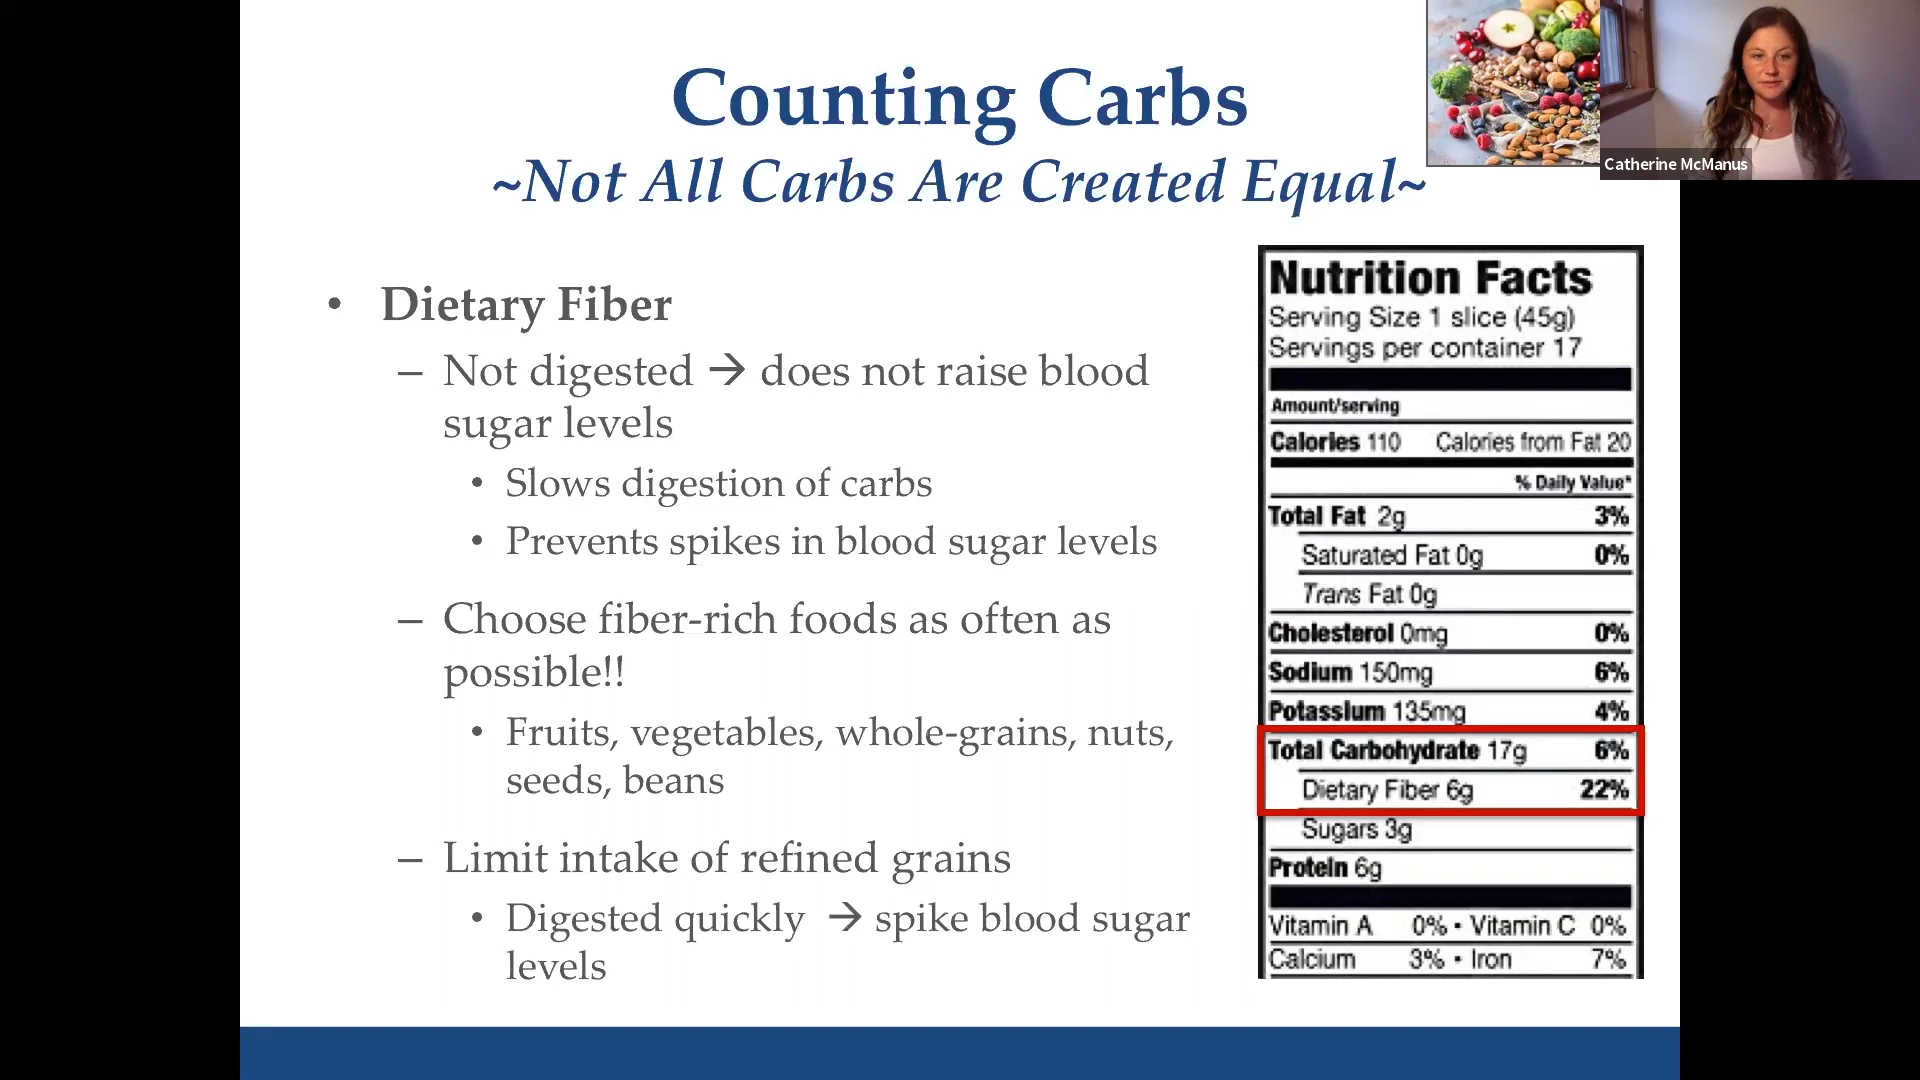 Counting Carbs
~Not All Carbs Are Created Equal~
Catherine McManus
• Dietary Fiber
– Not digested → does not raise blood
sugar levels
• Slows digestion of carbs
• Prevents spikes in blood sugar levels
– Choose fiber-rich foods as often as
possible!!
• Fruits, vegetables, whole-grains, nuts,
seeds, beans
– Limit intake of refined grains
• Digested quickly → spike blood sugar
levels
Nutrition Facts
Serving Size 1 slice (45g)
Servings per container 17
Amount/serving
Calories 110 Calories from Fat 20
% Daily Value*
Total Fat 2g 3%
Saturated Fat 0g 0%
Trans Fat 0g
Cholesterol 0mg 0%
Sodium 150mg 6%
Potassium 135mg 4%
Total Carbohydrate 17g 6%
Dietary Fiber 6g 22%
Sugars 3g
Protein 6g
Vitamin A 0% • Vitamin C 0%
Calcium 3% • Iron 7%